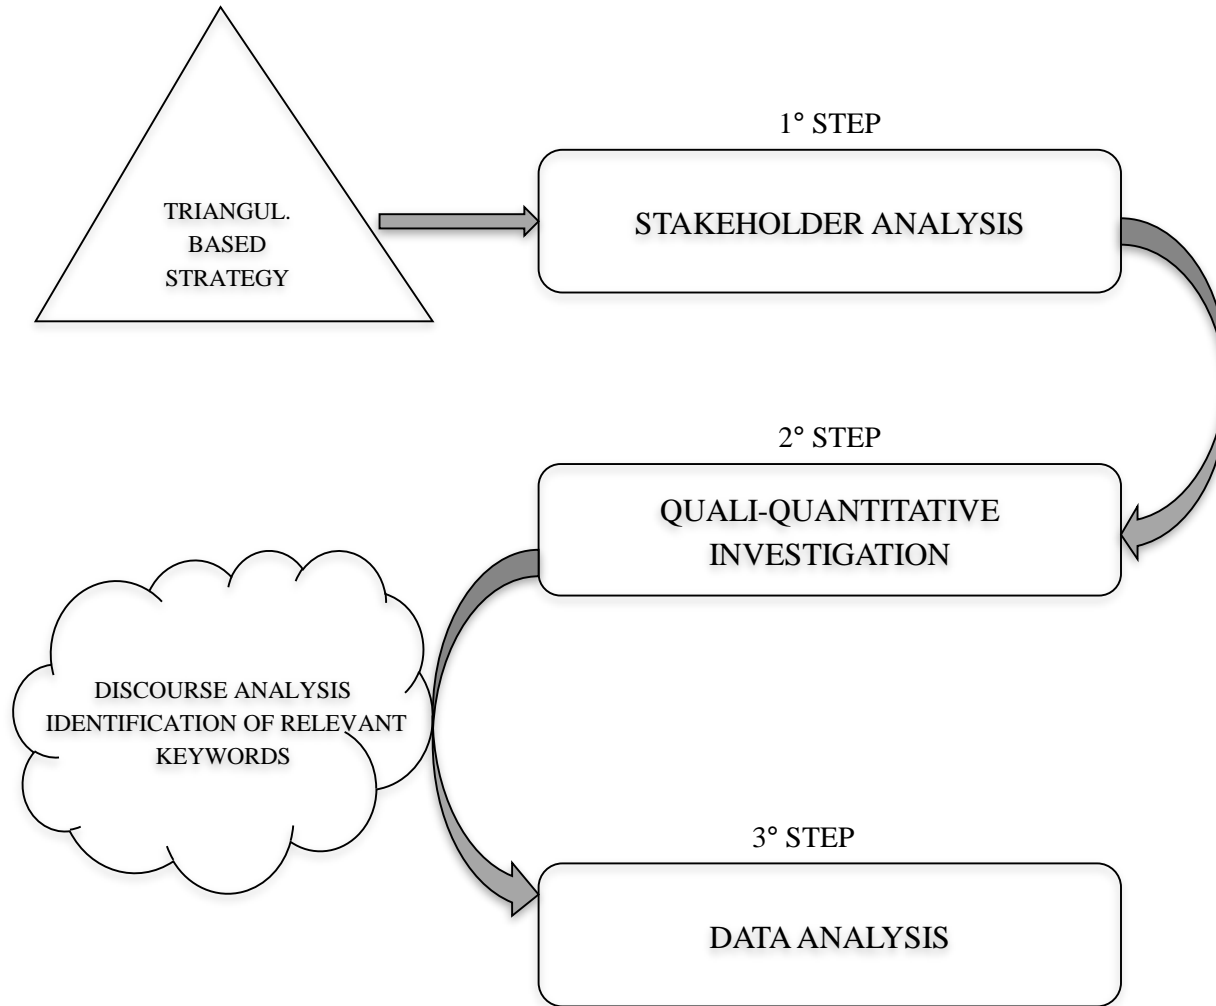 1° STEP
TRIANGUL.
BASED
STRATEGY
STAKEHOLDER ANALYSIS
2° STEP
QUALI-QUANTITATIVE
INVESTIGATION
DISCOURSE ANALYSIS
IDENTIFICATION OF RELEVANT
KEYWORDS
3° STEP
DATA ANALYSIS